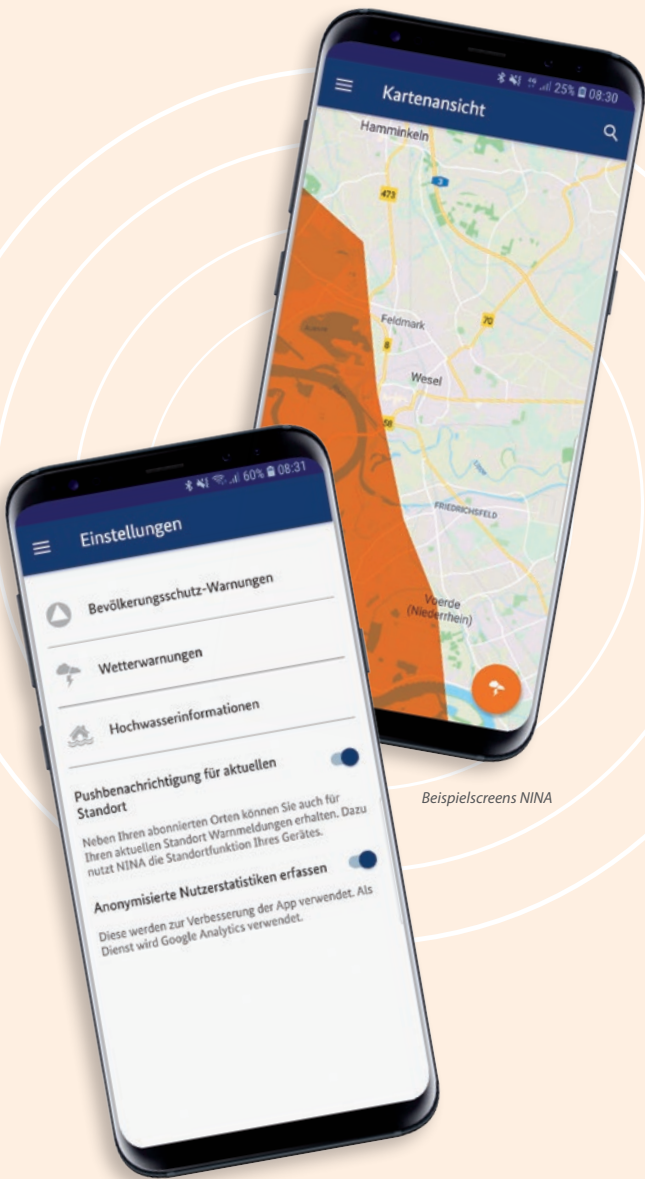 25% 08:30
Kartenansicht
Hamminkeln
3
473
Feldmark
70
8
Wesel
58
FRIEDRICHSFELD
Voerde
(Niederrhein)
60% 08:31
Einstellungen
Bevölkerungsschutz-Warnungen
Wetterwarnungen
Hochwasserinformationen
Pushbenachrichtigung für aktuellen
Standort
Neben Ihren abonnierten Orten können Sie auch für
Ihren aktuellen Standort Warnmeldungen erhalten. Dazu
nutzt NINA die Standortfunktion Ihres Gerätes.
Anonymisierte Nutzerstatistiken erfassen
Diese werden zur Verbesserung der App verwendet. Als
Dienst wird Google Analytics verwendet.
Beispielscreens NINA